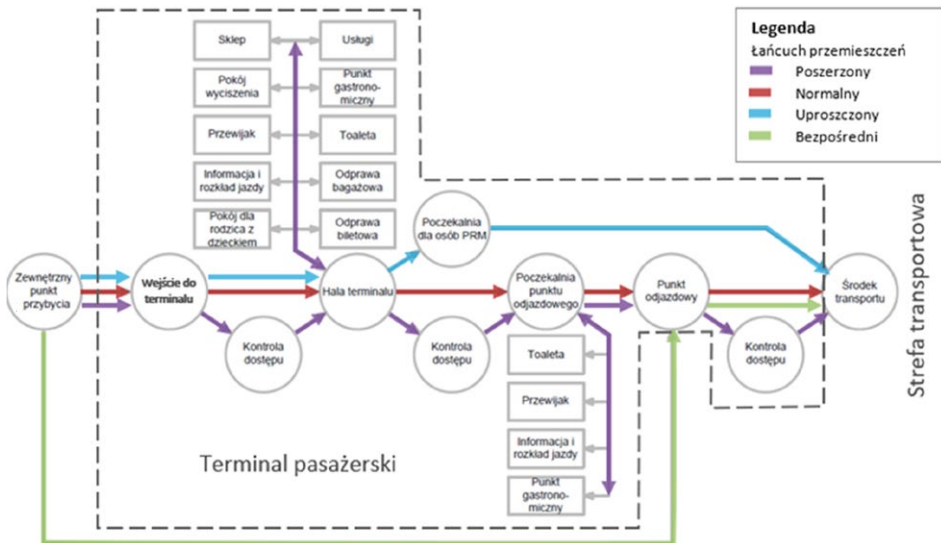 Legenda
Łańcuch przemieszczeń
Poszerzony
Normalny
Uproszczony
Bezpośredni
Sklep
Usługi
Pokój
wyciszenia
Punkt
gastrono-
miczny
Przewijak
Toaleta
Informacja i
rozkład jazdy
Odprawa
bagażowa
Pokój dla
rodzica z
dzieckiem
Odprawa
biletowa
Poczekalnia
dla osób PRM
Zewnętrzny
punkt
przybycia
Wejście do
terminalu
Hala terminalu
Poczekalnia
punktu
odjazdowego
Punkt
odjazdowy
Środek
transportu
Kontrola
dostępu
Kontrola
dostępu
Kontrola
dostępu
Toaleta
Przewijak
Informacja i
rozkład jazdy
Punkt
gastrono-
miczny
Terminal pasażerski
Strefa transportowa